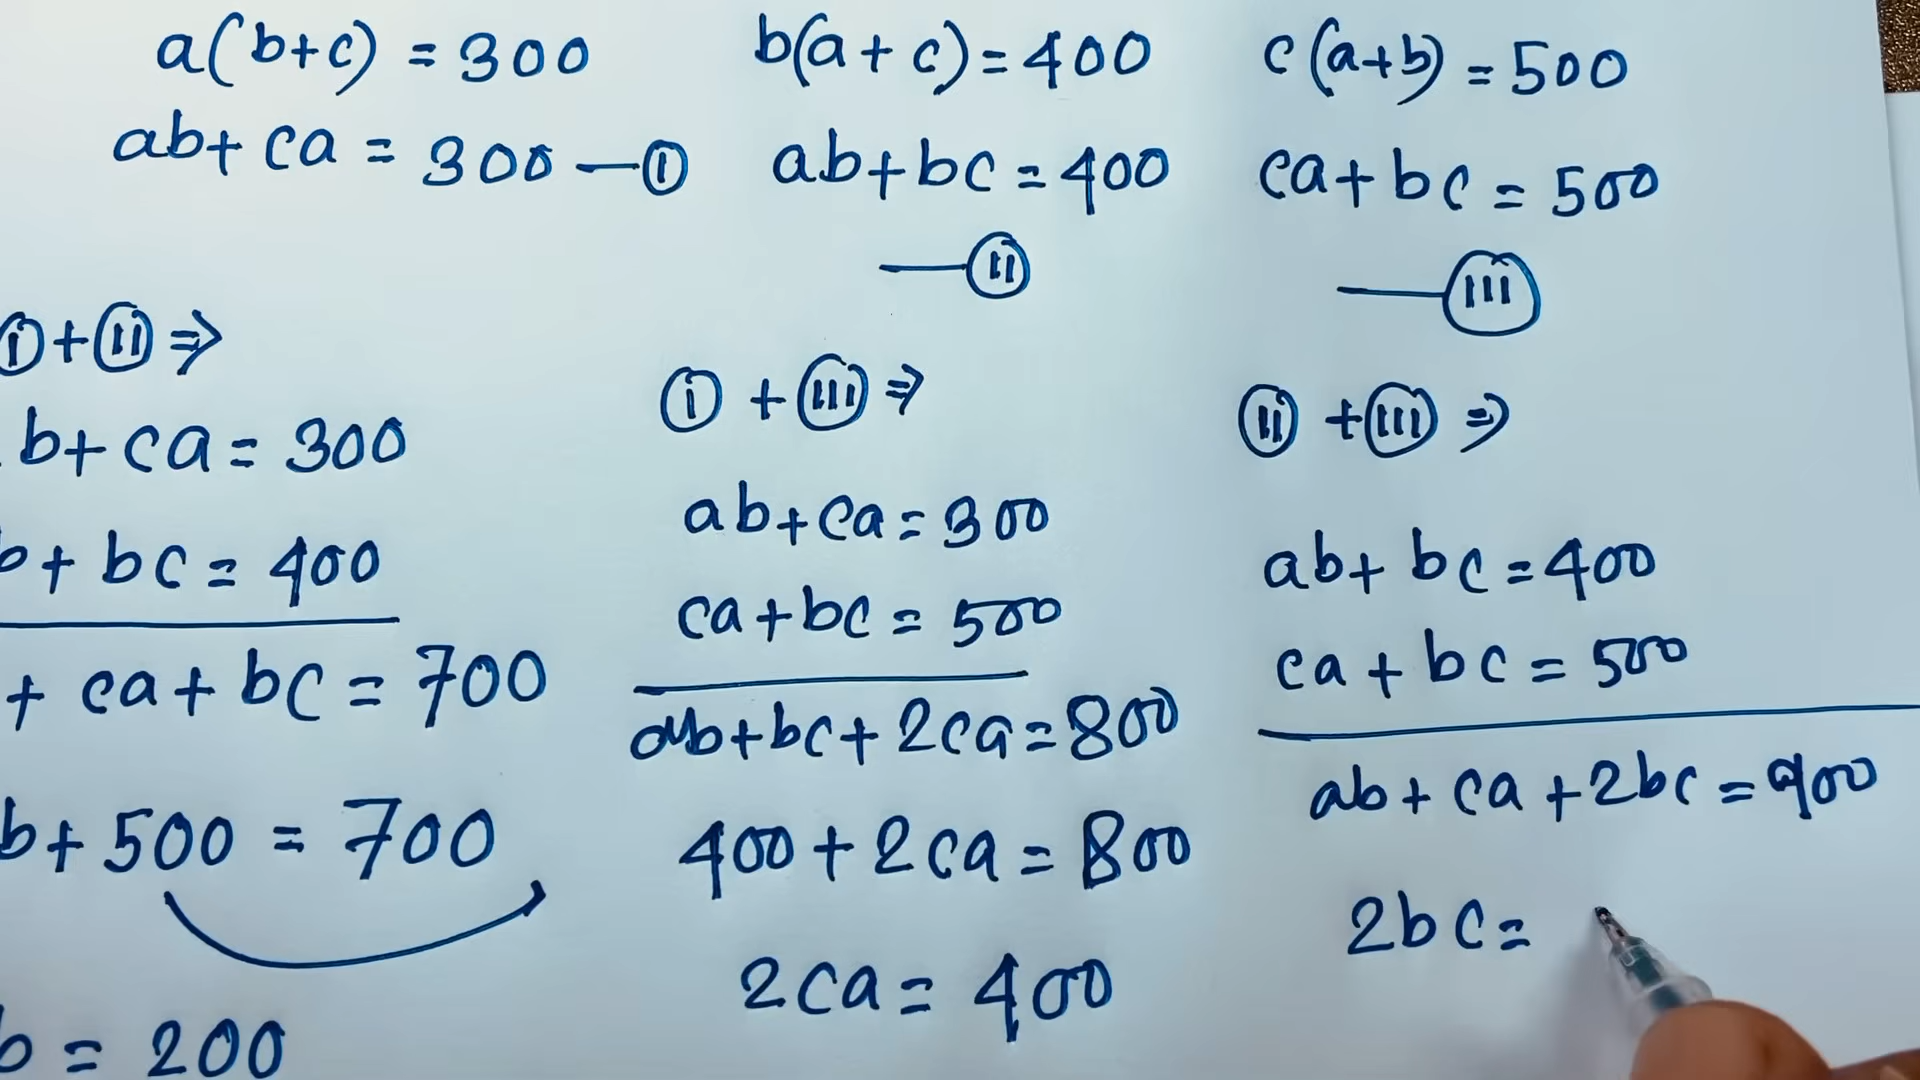 a(b+c) = 300
ab+ ca = 300 —①
b(a + c) = 400
ab+bc = 400
—ⓘⓘ
c(a+b) = 500
ca+bc = 500
—ⓘⓘⓘ
ⓘ+ⓘⓘ ⇒
b+ca = 300
b+ bc = 400
+ ca+bc = 700
b+500 = 700
b = 200
ⓘ + ⓘⓘⓘ ⇒
ab+ca = 300
ca+bc = 500
ab+bc+2ca = 800
400+2ca = 800
2ca = 400
ⓘⓘ +ⓘⓘⓘ ⇒
ab+ bc = 400
ca+bc = 500
ab+ca+2bc = 900
2bc =